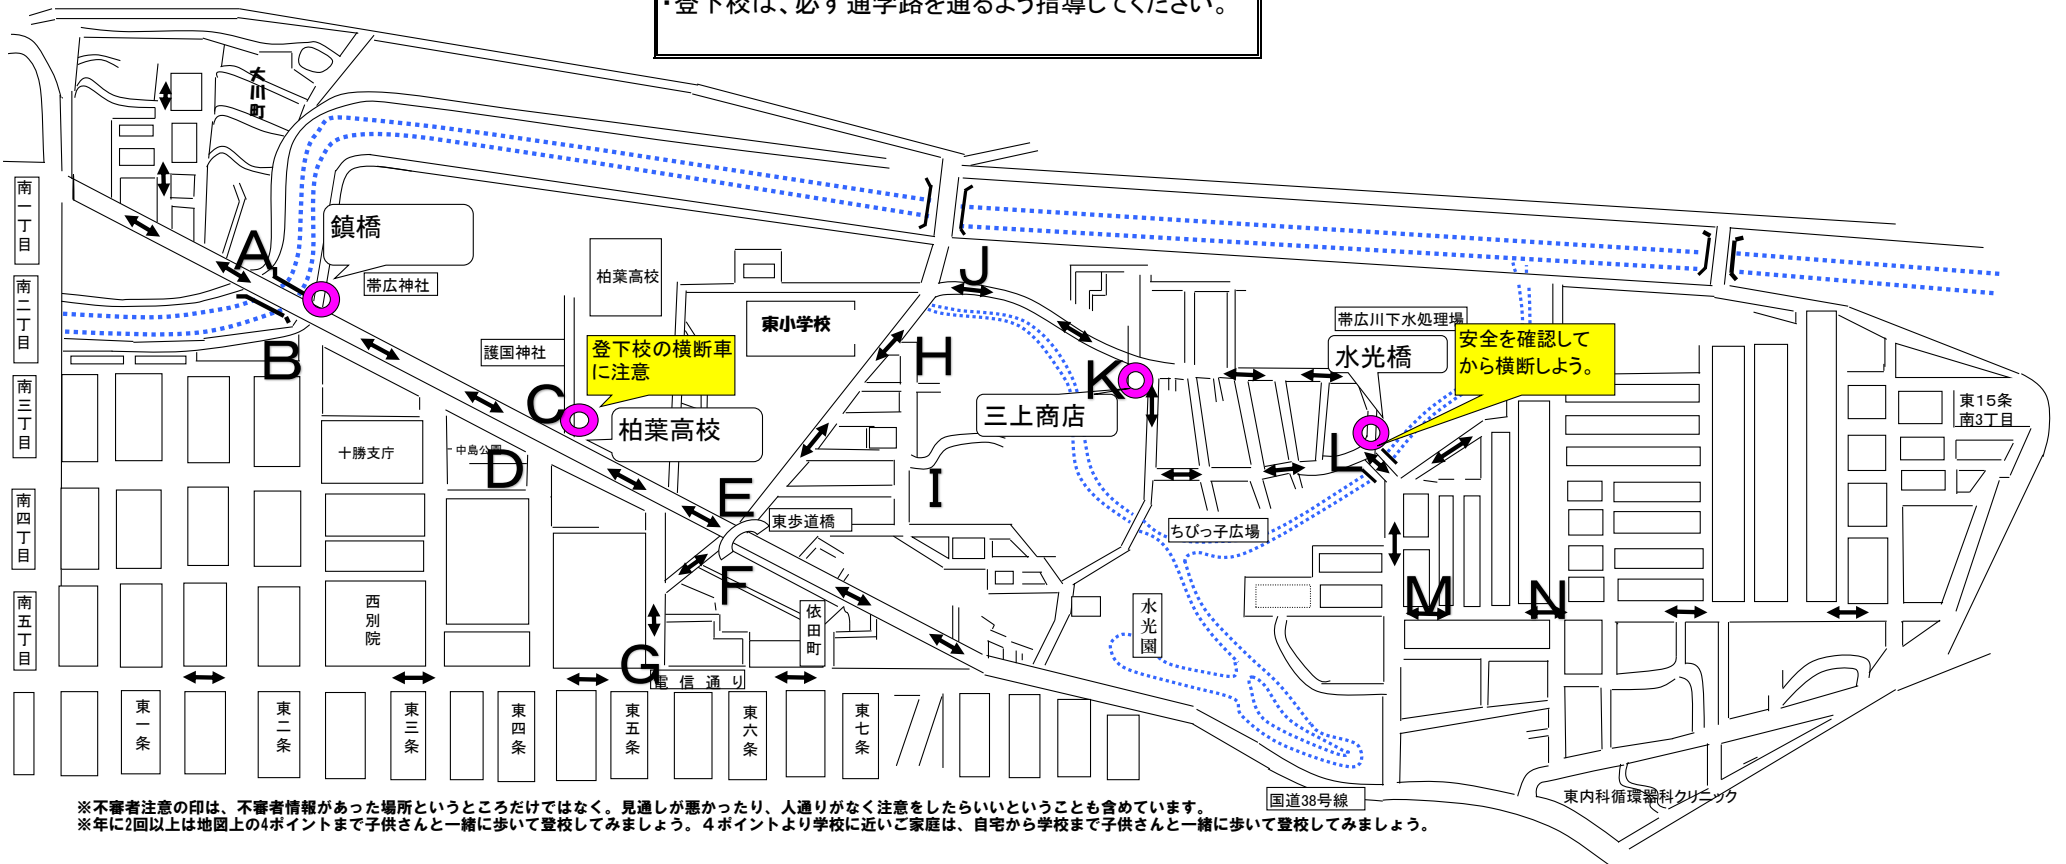 ・登下校は、必ず通学路を通るよう指導してください。
大川町
南一丁目
鎮橋
A
帯広神社
柏葉高校
J
南二丁目
東小学校
帯広川下水処理場
安全を確認して
から横断しよう。
水光橋
B
護国神社
登下校の横断車
に注意
H
K
南三丁目
C
三上商店
東15条
南3丁目
柏葉高校
十勝支庁
中島公園
D
L
I
E
南四丁目
東歩道橋
ちびっ子広場
F
M
N
西別院
依田町
水光園
南五丁目
G
電信通り
東一条
東二条
東三条
東四条
東五条
東六条
東七条
国道38号線
東内科循環器科クリニック
※不審者注意の印は、不審者情報があった場所というところだけではなく。見通しが悪かったり、人通りがなく注意をしたらいいということも含めています。
※年に2回以上は地図上の4ポイントまで子供さんと一緒に歩いて登校してみましょう。４ポイントより学校に近いご家庭は、自宅から学校まで子供さんと一緒に歩いて登校してみましょう。